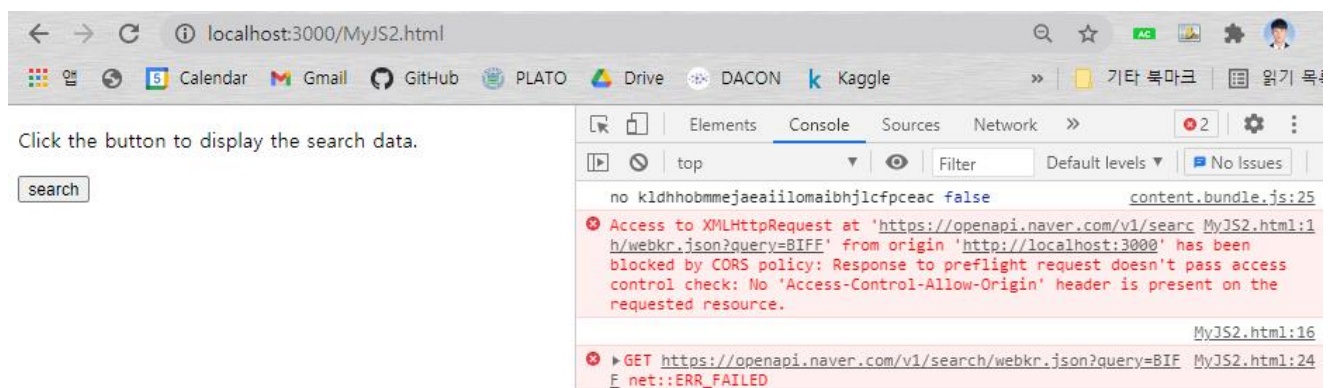 localhost:3000/MyJS2.html
AC
앱 5 Calendar Gmail GitHub PLATO Drive DACON k Kaggle » 기타 북마크 읽기
Click the button to display the search data.
search
Elements Console Sources Network » 2
top Filter Default levels ▼ No Issues
no kldhhobmmejaeaiilomaibhjlcfpceac false content.bundle.js:25
Access to XMLHttpRequest at 'https://openapi.naver.com/v1/searc MyJS2.html:1
h/webkr.json?query=BIFF' from origin 'http://localhost:3000' has been
blocked by CORS policy: Response to preflight request doesn't pass access
control check: No 'Access-Control-Allow-Origin' header is present on the
requested resource.
MyJS2.html:16
GET https://openapi.naver.com/v1/search/webkr.json?query=BIF MyJS2.html:24
F net::ERR_FAILED